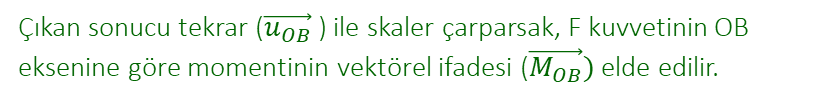 Çıkan sonucu tekrar (u⃗_OB ) ile skaler çarparsak, F kuvvetinin OB
eksenine göre momentinin vektörel ifadesi (M⃗_OB) elde edilir.